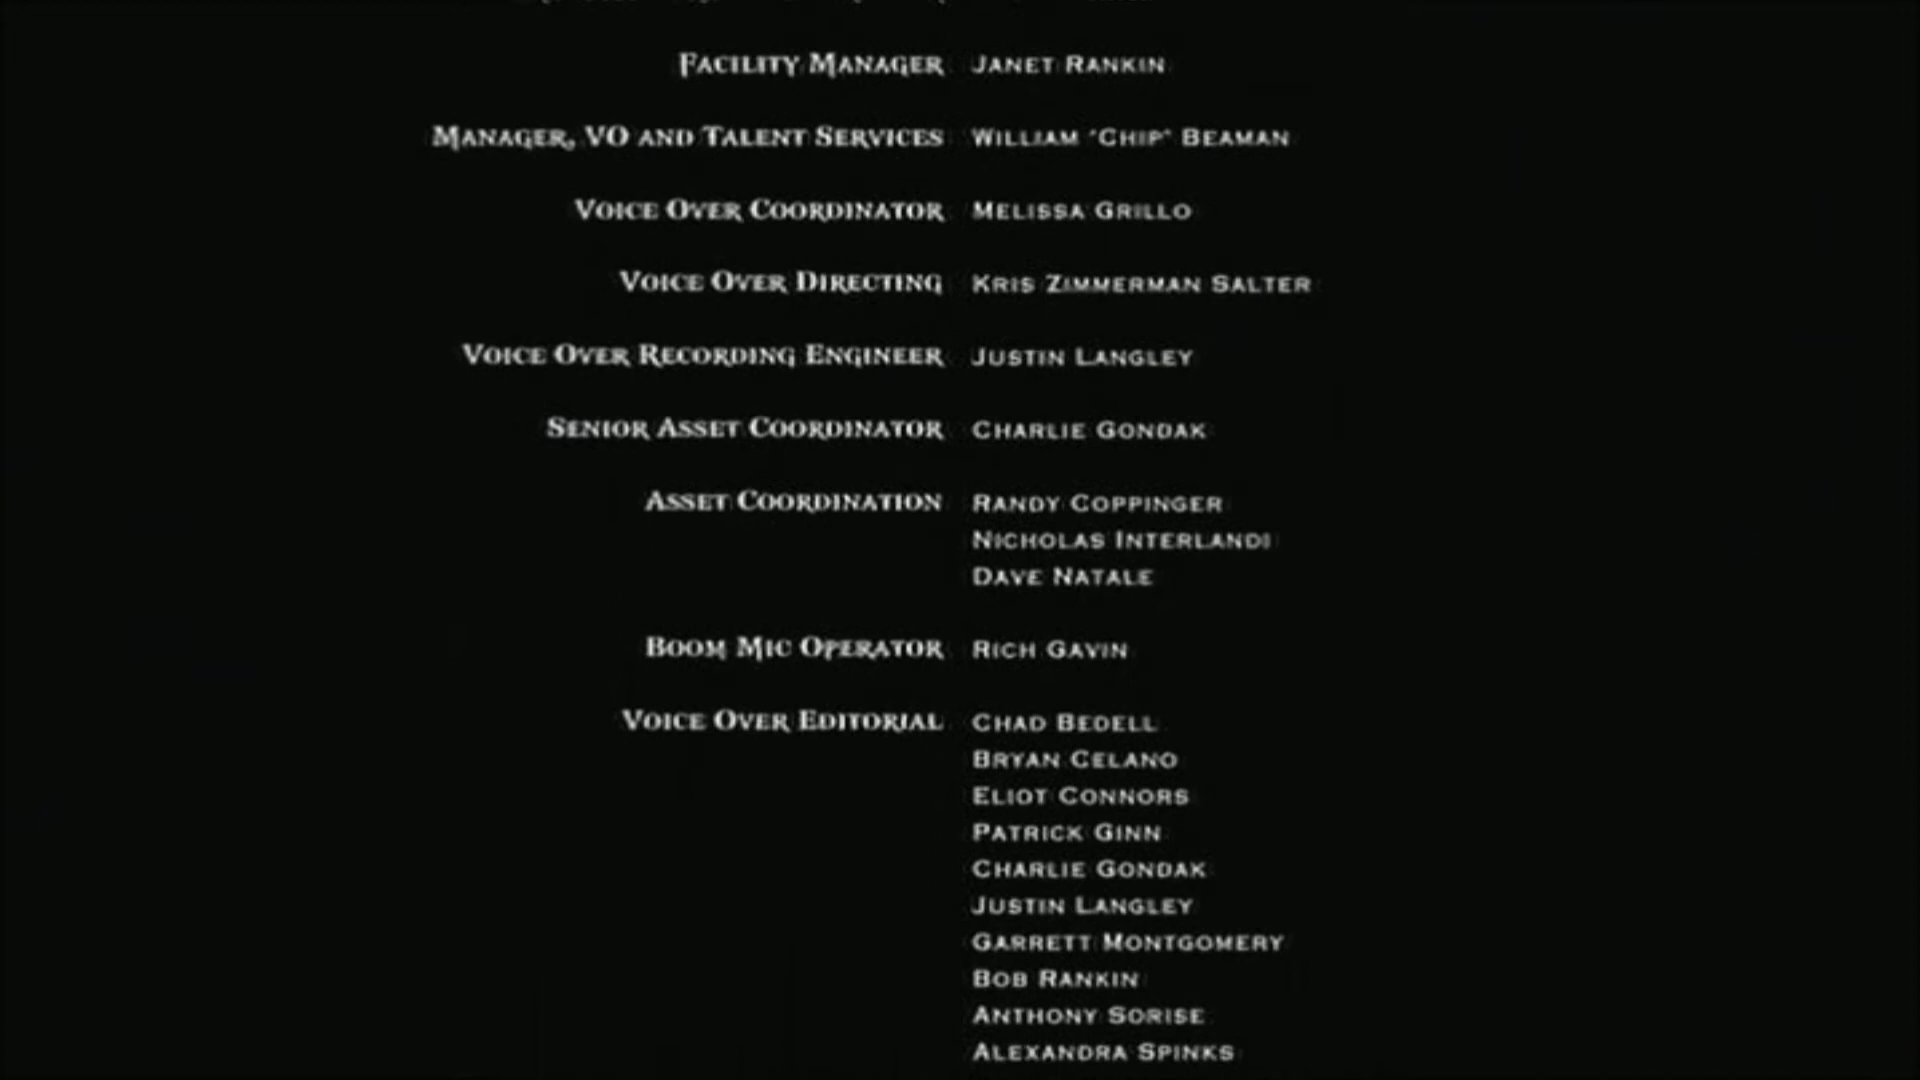 Facility Manager Janet Rankin
Manager, VO and Talent Services William "Chip" Beaman
Voice Over Coordinator Melissa Grillo
Voice Over Directing Kris Zimmerman Salter
Voice Over Recording Engineer Justin Langley
Senior Asset Coordinator Charlie Gondak
Asset Coordination Randy Coppinger
Nicholas Interlandi
Dave Natale
Boom Mic Operator Rich Gavin
Voice Over Editorial Chad Bedell
Bryan Celano
Eliot Connors
Patrick Ginn
Charlie Gondak
Justin Langley
Garrett Montgomery
Bob Rankin
Anthony Sorise
Alexandra Spinks